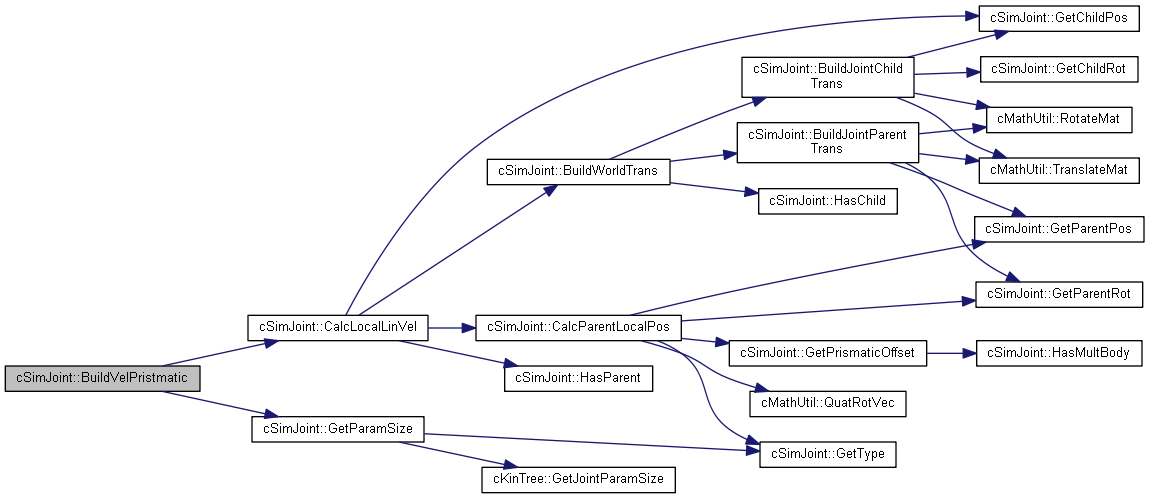 cSimJoint::GetChildPos
cSimJoint::BuildJointChild
Trans
cSimJoint::GetChildRot
cMathUtil::RotateMat
cSimJoint::BuildJointParent
Trans
cSimJoint::BuildWorldTrans
cMathUtil::TranslateMat
cSimJoint::HasChild
cSimJoint::GetParentPos
cSimJoint::GetParentRot
cSimJoint::CalcLocalLinVel
cSimJoint::CalcParentLocalPos
cSimJoint::GetPrismaticOffset
cSimJoint::HasMultBody
cSimJoint::BuildVelPristmatic
cSimJoint::HasParent
cMathUtil::QuatRotVec
cSimJoint::GetParamSize
cSimJoint::GetType
cKinTree::GetJointParamSize